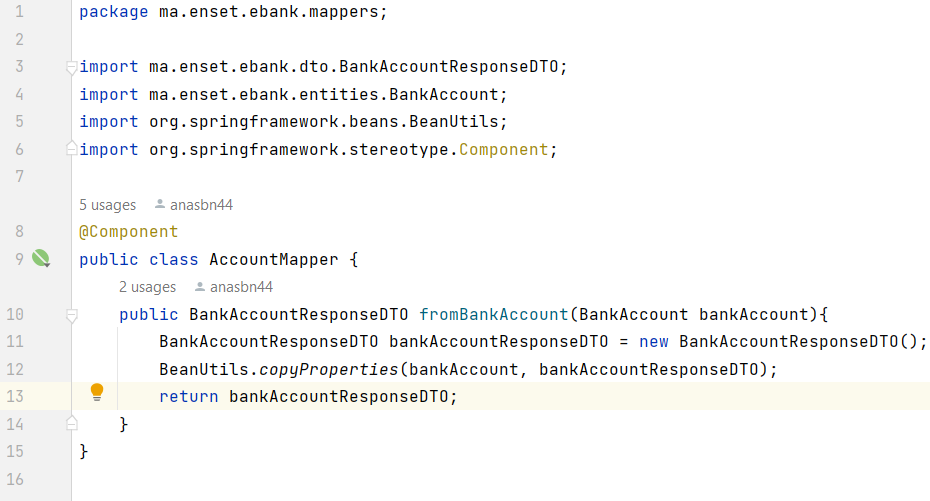 1 package ma.enset.ebank.mappers;
2
3 import ma.enset.ebank.dto.BankAccountResponseDTO;
4 import ma.enset.ebank.entities.BankAccount;
5 import org.springframework.beans.BeanUtils;
6 import org.springframework.stereotype.Component;
7
5 usages anasbn44
8 @Component
9 public class AccountMapper {
2 usages anasbn44
10 public BankAccountResponseDTO fromBankAccount(BankAccount bankAccount){
11 BankAccountResponseDTO bankAccountResponseDTO = new BankAccountResponseDTO();
12 BeanUtils.copyProperties(bankAccount, bankAccountResponseDTO);
13 return bankAccountResponseDTO;
14 }
15 }
16